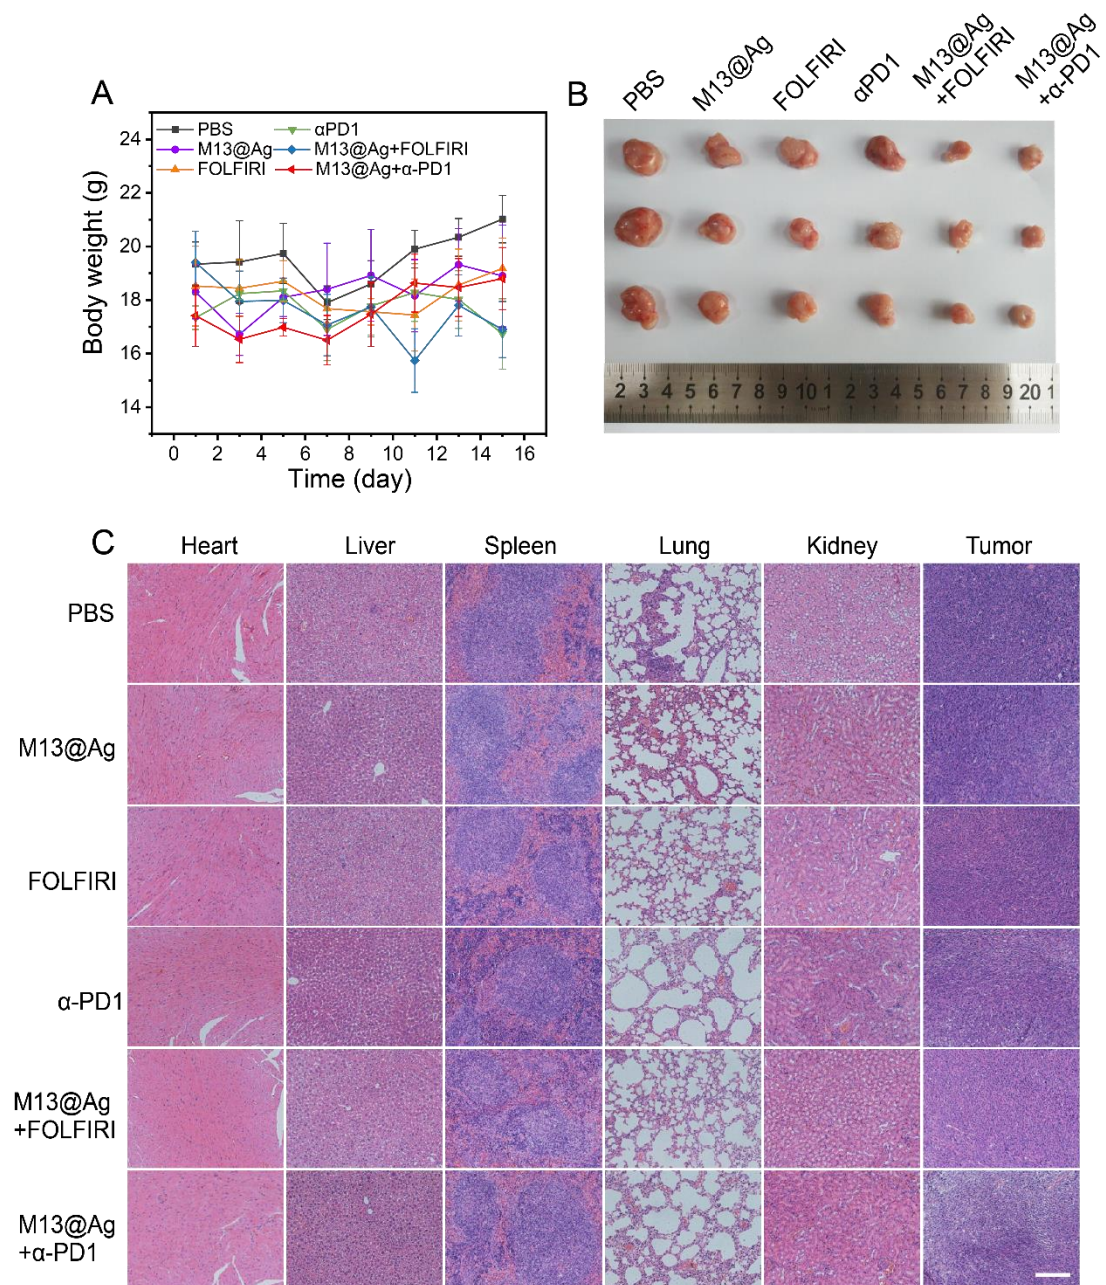 A
24
22
20
18
16
14
Body weight (g)
PBS
αPD1
M13@Ag
M13@Ag+FOLFIRI
FOLFIRI
M13@Ag+α-PD1
0 2 4 6 8 10 12 14 16
Time (day)
B
PBS
M13@Ag
FOLFIRI
αPD1
M13@Ag
+FOLFIRI
M13@Ag
+α-PD1
2 3 4 5 6 7 8 9 10 1 2 3 4 5 6 7 8 9 20 1
C
Heart Liver Spleen Lung Kidney Tumor
PBS
M13@Ag
FOLFIRI
α-PD1
M13@Ag
+FOLFIRI
M13@Ag
+α-PD1